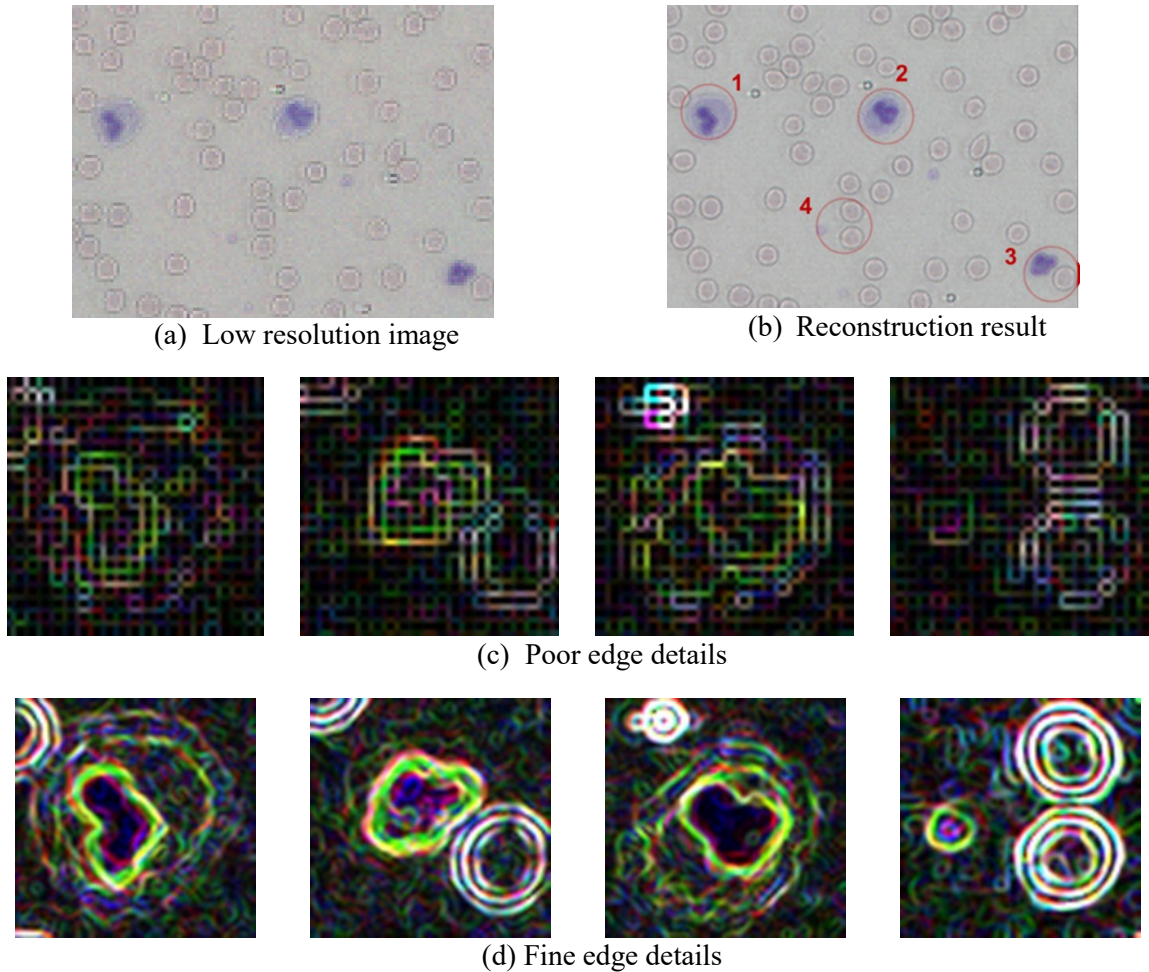 1
2
4
3
(a) Low resolution image
(b) Reconstruction result
(c) Poor edge details
(d) Fine edge details